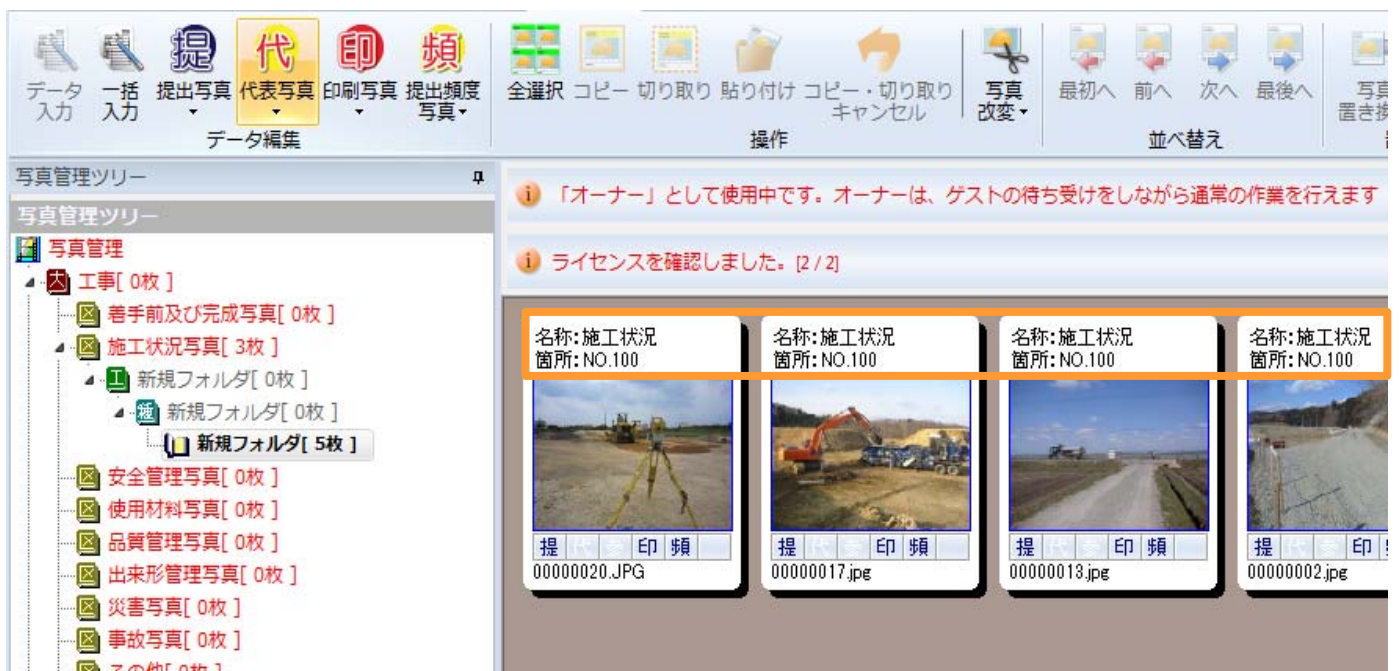 データ入力
一括入力
提
提出写真
代
代表写真
印
印刷写真
頻
提出頻度写真
データ編集
全選択
コピー
切り取り
貼り付け
コピー・切り取りキャンセル
写真改変
操作
最初へ
前へ
次へ
最後へ
並べ替え
写真
置き換
写真管理ツリー
写真管理ツリー
写真管理
大 工事[ 0枚 ]
着手前及び完成写真[ 0枚 ]
施工状況写真[ 3枚 ]
工 新規フォルダ[ 0枚 ]
種 新規フォルダ[ 0枚 ]
新規フォルダ[ 5枚 ]
安全管理写真[ 0枚 ]
使用材料写真[ 0枚 ]
品質管理写真[ 0枚 ]
出来形管理写真[ 0枚 ]
災害写真[ 0枚 ]
事故写真[ 0枚 ]
その他[ 0枚 ]
「オーナー」として使用中です。オーナーは、ゲストの待ち受けをしながら通常の作業を行えます
ライセンスを確認しました。[2 / 2]
名称:施工状況
箇所:NO.100
提 代 参 印 頻
00000020.JPG
名称:施工状況
箇所:NO.100
提 代 参 印 頻
00000017.jpg
名称:施工状況
箇所:NO.100
提 代 参 印 頻
00000013.jpg
名称:施工状況
箇所:NO.100
提 代 参 印
00000002.jpg